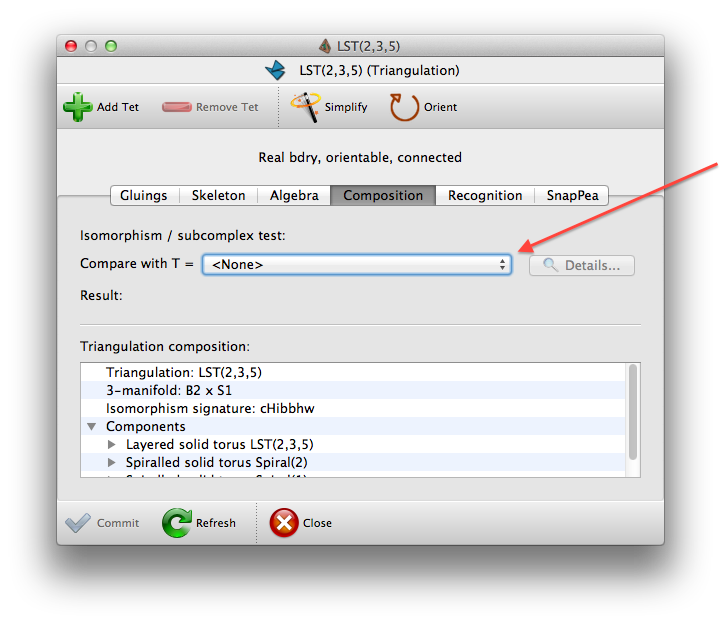 LST(2,3,5)
LST(2,3,5) (Triangulation)
Add Tet Remove Tet Simplify Orient
Real bdry, orientable, connected
Gluings Skeleton Algebra Composition Recognition SnapPea
Isomorphism / subcomplex test:
Compare with T = <None> Details...
Result:
Triangulation composition:
Triangulation: LST(2,3,5)
3-manifold: B2 x S1
Isomorphism signature: cHibbhw
Components
Layered solid torus LST(2,3,5)
Spiralled solid torus Spiral(2)
Commit Refresh Close